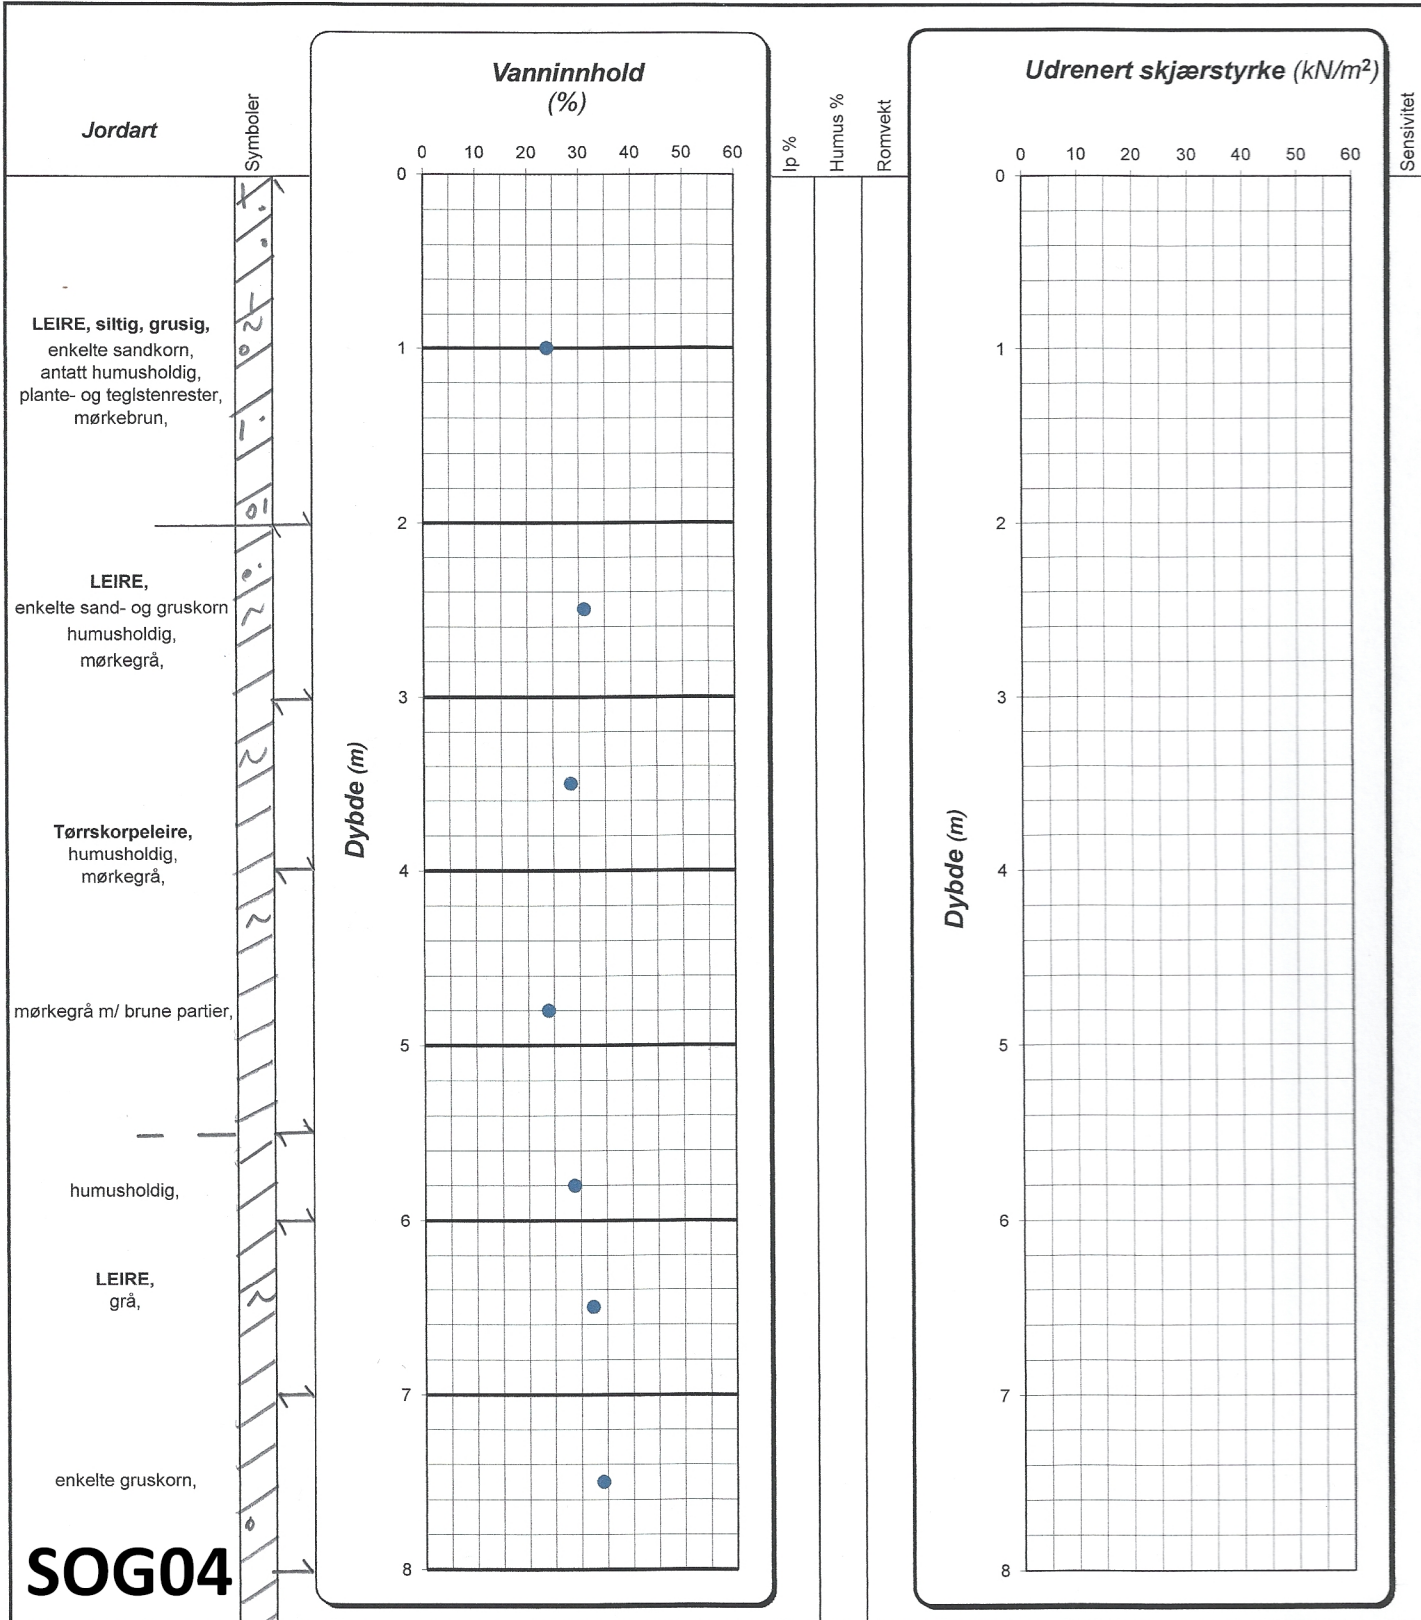 Jordart
Symboler
Vanninnhold
(%)
0 10 20 30 40 50 60
Ip %
Humus %
Romvekt
Udrenert skjærstyrke (kN/m²)
0 10 20 30 40 50 60
Sensivitet
LEIRE, siltig, grusig,
enkelte sandkorn,
antatt humusholdig,
plante- og teglstenrester,
mørkebrun,
LEIRE,
enkelte sand- og gruskorn
humusholdig,
mørkegrå,
Tørrskorpeleire,
humusholdig,
mørkegrå,
mørkegrå m/ brune partier,
humusholdig,
LEIRE,
grå,
enkelte gruskorn,
SOG04
Dybde (m)
0
1
2
3
4
5
6
7
8
Dybde (m)
0
1
2
3
4
5
6
7
8